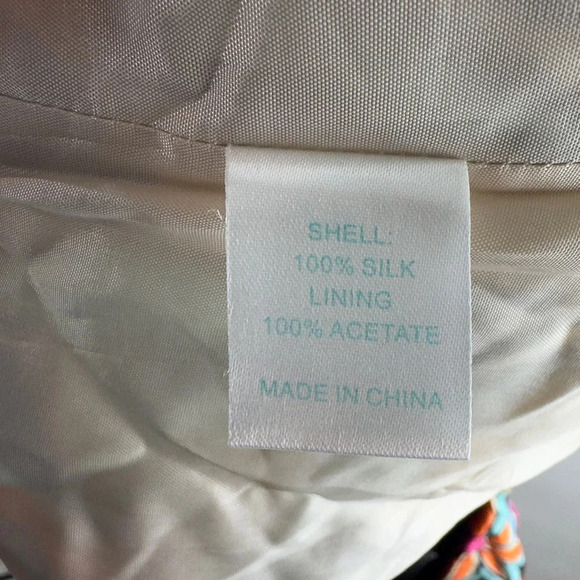 SHELL:
100% SILK
LINING
100% ACETATE
MADE IN CHINA